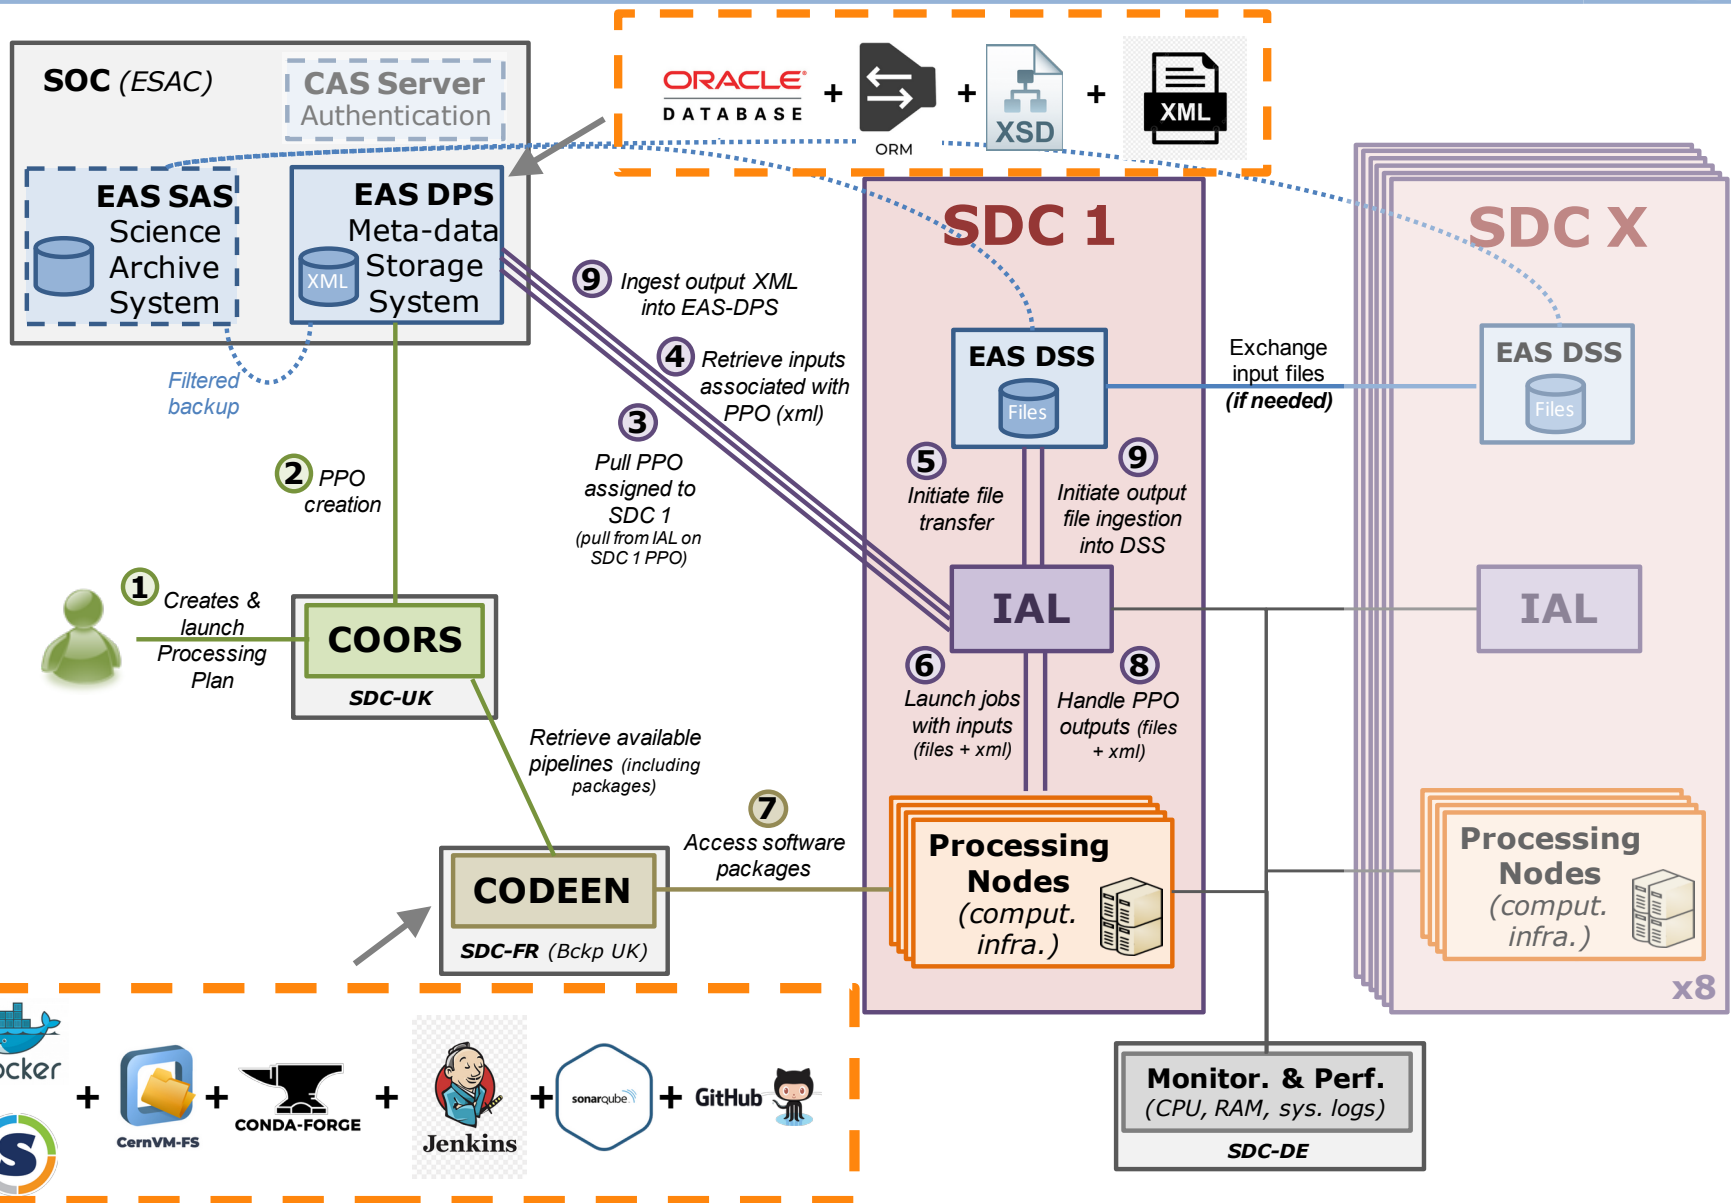 SOC (ESAC)
CAS Server
Authentication
EAS SAS
Science
Archive
System
EAS DPS
Meta-data
Storage
System
XML
Filtered
backup
ORACLE®
DATABASE
+
ORM
+
XSD
+
XML
SDC 1
SDC X
9 Ingest output XML
into EAS-DPS
4 Retrieve inputs
associated with
PPO (xml)
3
Pull PPO
assigned to
SDC 1
(pull from IAL on
SDC 1 PPO)
2 PPO
creation
1 Creates &
launch
Processing
Plan
COORS
SDC-UK
Retrieve available
pipelines (including
packages)
CODEEN
SDC-FR (Bckp UK)
7
Access software
packages
EAS DSS
Files
Exchange
input files
(if needed)
EAS DSS
Files
5
Initiate file
transfer
9
Initiate output
file ingestion
into DSS
IAL
IAL
6
Launch jobs
with inputs
(files + xml)
8
Handle PPO
outputs (files
+ xml)
Processing
Nodes
(comput.
infra.)
Processing
Nodes
(comput.
infra.)
x8
Monitor. & Perf.
(CPU, RAM, sys. logs)
SDC-DE
ocker
S
+
CernVM-FS
+
CONDA-FORGE
+
Jenkins
+
sonarqube
+
GitHub